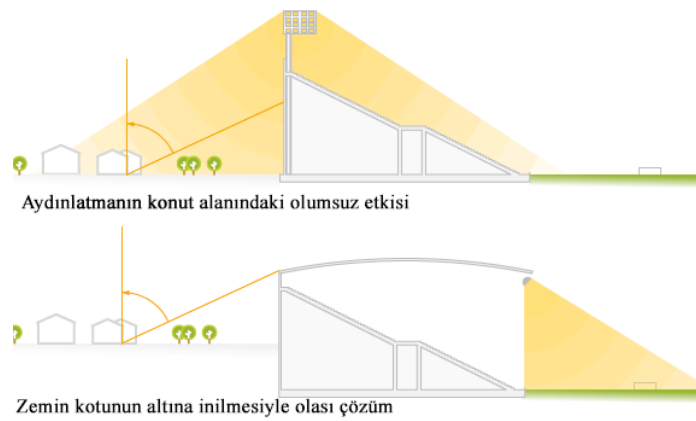 Aydınlatmanın konut alanındaki olumsuz etkisi
Zemin kotunun altına inilmesiyle olası çözüm